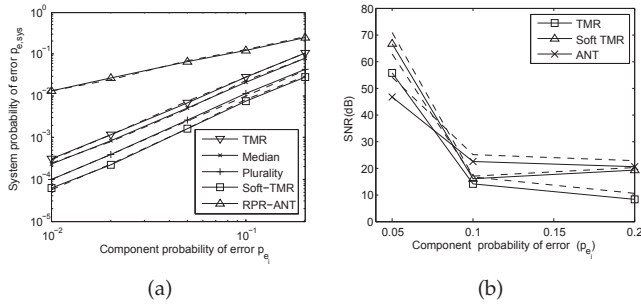 System probability of error p_e,sys
10^0
10^-1
10^-2
10^-3
10^-4
10^-5
10^-2
10^-1
Component probability of error p_e_i
TMR
Median
Plurality
Soft-TMR
RPR-ANT
(a)
SNR(dB)
80
70
60
50
40
30
20
10
0
0.05
0.1
0.15
0.2
Component probability of error (p_e_i)
TMR
Soft TMR
ANT
(b)